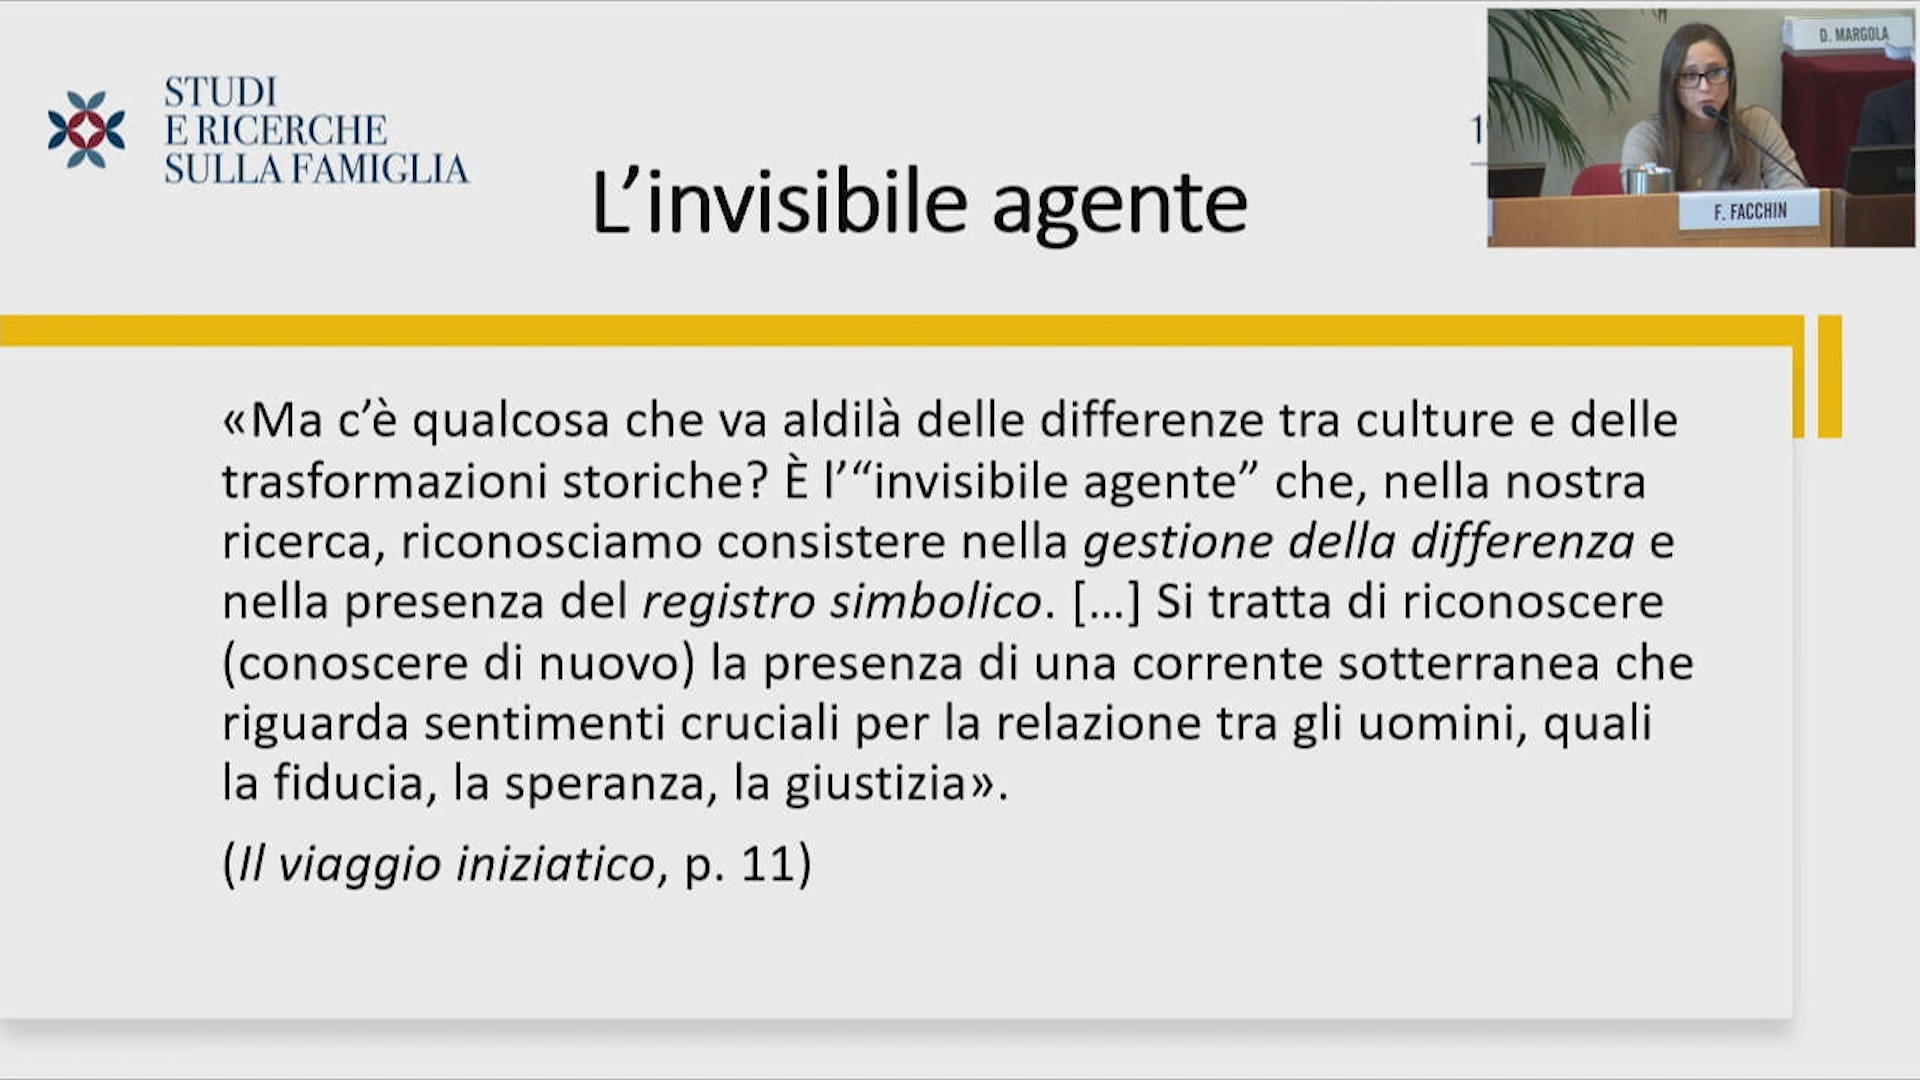 STUDI
E RICERCHE
SULLA FAMIGLIA
L’invisibile agente
D. MARGOLA
F. FACCHIN
«Ma c’è qualcosa che va aldilà delle differenze tra culture e delle
trasformazioni storiche? È l’“invisibile agente” che, nella nostra
ricerca, riconosciamo consistere nella gestione della differenza e
nella presenza del registro simbolico. [...] Si tratta di riconoscere
(conoscere di nuovo) la presenza di una corrente sotterranea che
riguarda sentimenti cruciali per la relazione tra gli uomini, quali
la fiducia, la speranza, la giustizia».
(Il viaggio iniziatico, p. 11)